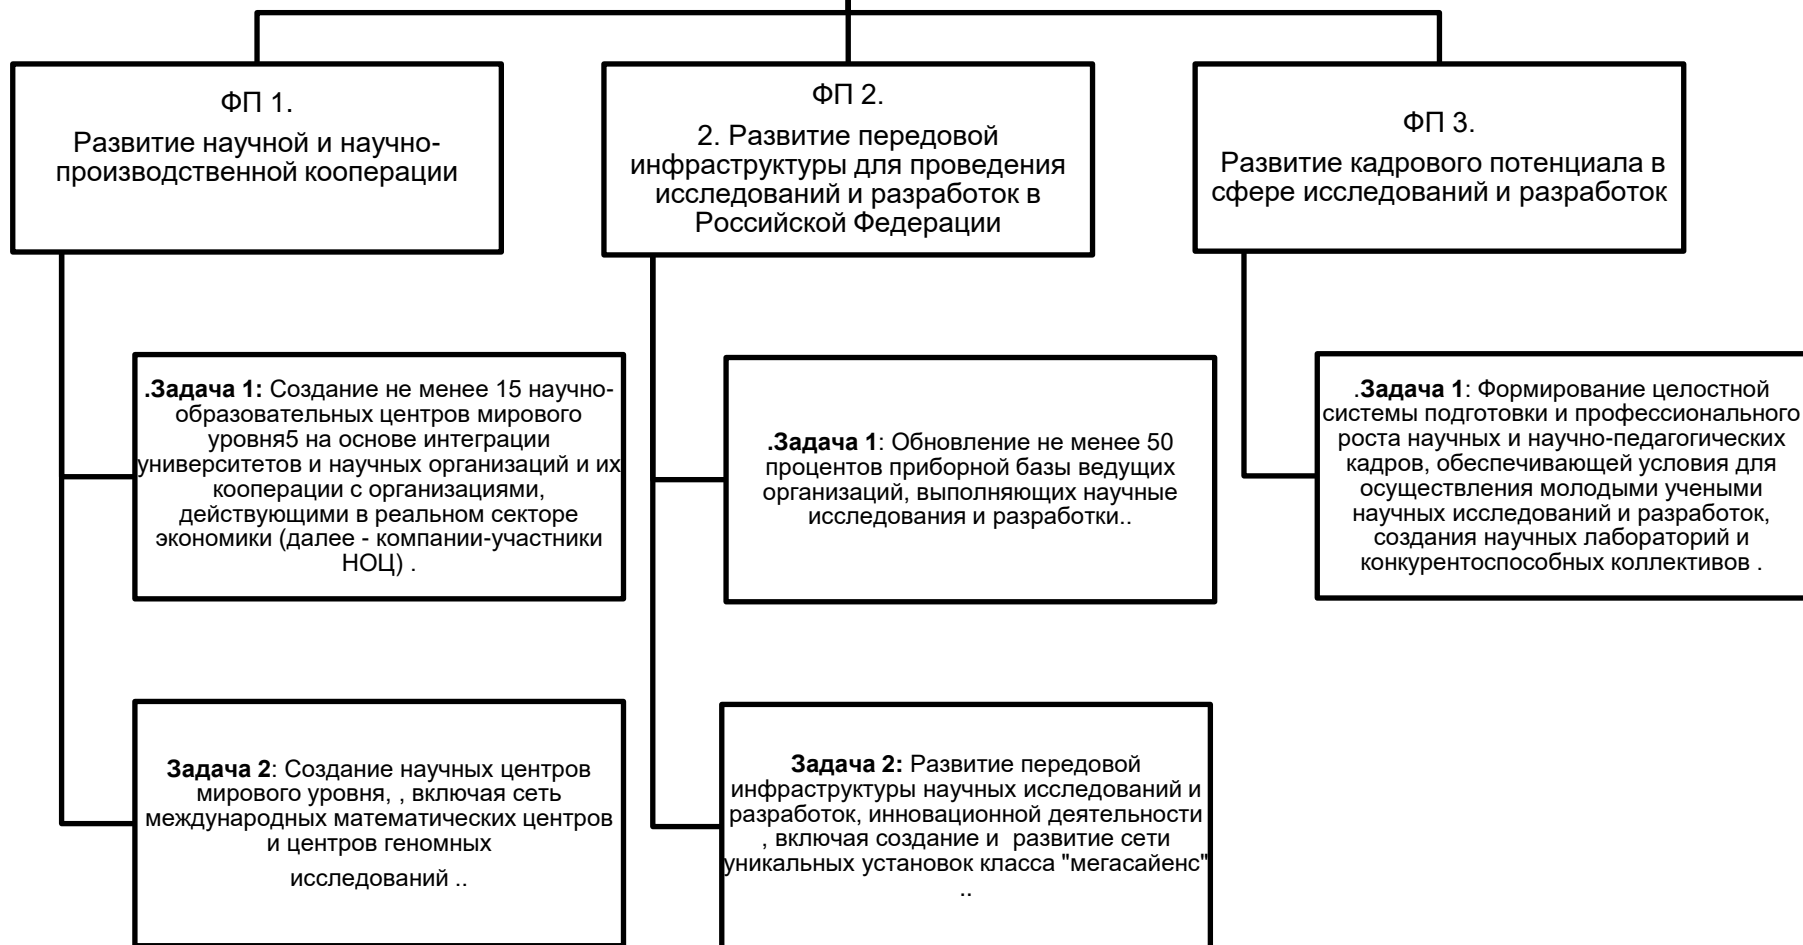 ФП 1.
Развитие научной и научно-
производственной кооперации
ФП 2.
2. Развитие передовой
инфраструктуры для проведения
исследований и разработок в
Российской Федерации
ФП 3.
Развитие кадрового потенциала в
сфере исследований и разработок
.Задача 1: Создание не менее 15 научно-
образовательных центров мирового
уровня5 на основе интеграции
университетов и научных организаций и их
кооперации с организациями,
действующими в реальном секторе
экономики (далее - компании-участники
НОЦ) .
.Задача 1: Обновление не менее 50
процентов приборной базы ведущих
организаций, выполняющих научные
исследования и разработки..
.Задача 1: Формирование целостной
системы подготовки и профессионального
роста научных и научно-педагогических
кадров, обеспечивающей условия для
осуществления молодыми учеными
научных исследований и разработок,
создания научных лабораторий и
конкурентоспособных коллективов .
Задача 2: Создание научных центров
мирового уровня, , включая сеть
международных математических центров
и центров геномных
исследований ..
Задача 2: Развитие передовой
инфраструктуры научных исследований и
разработок, инновационной деятельности
, включая создание и  развитие сети
уникальных установок класса "мегасайенс"
..